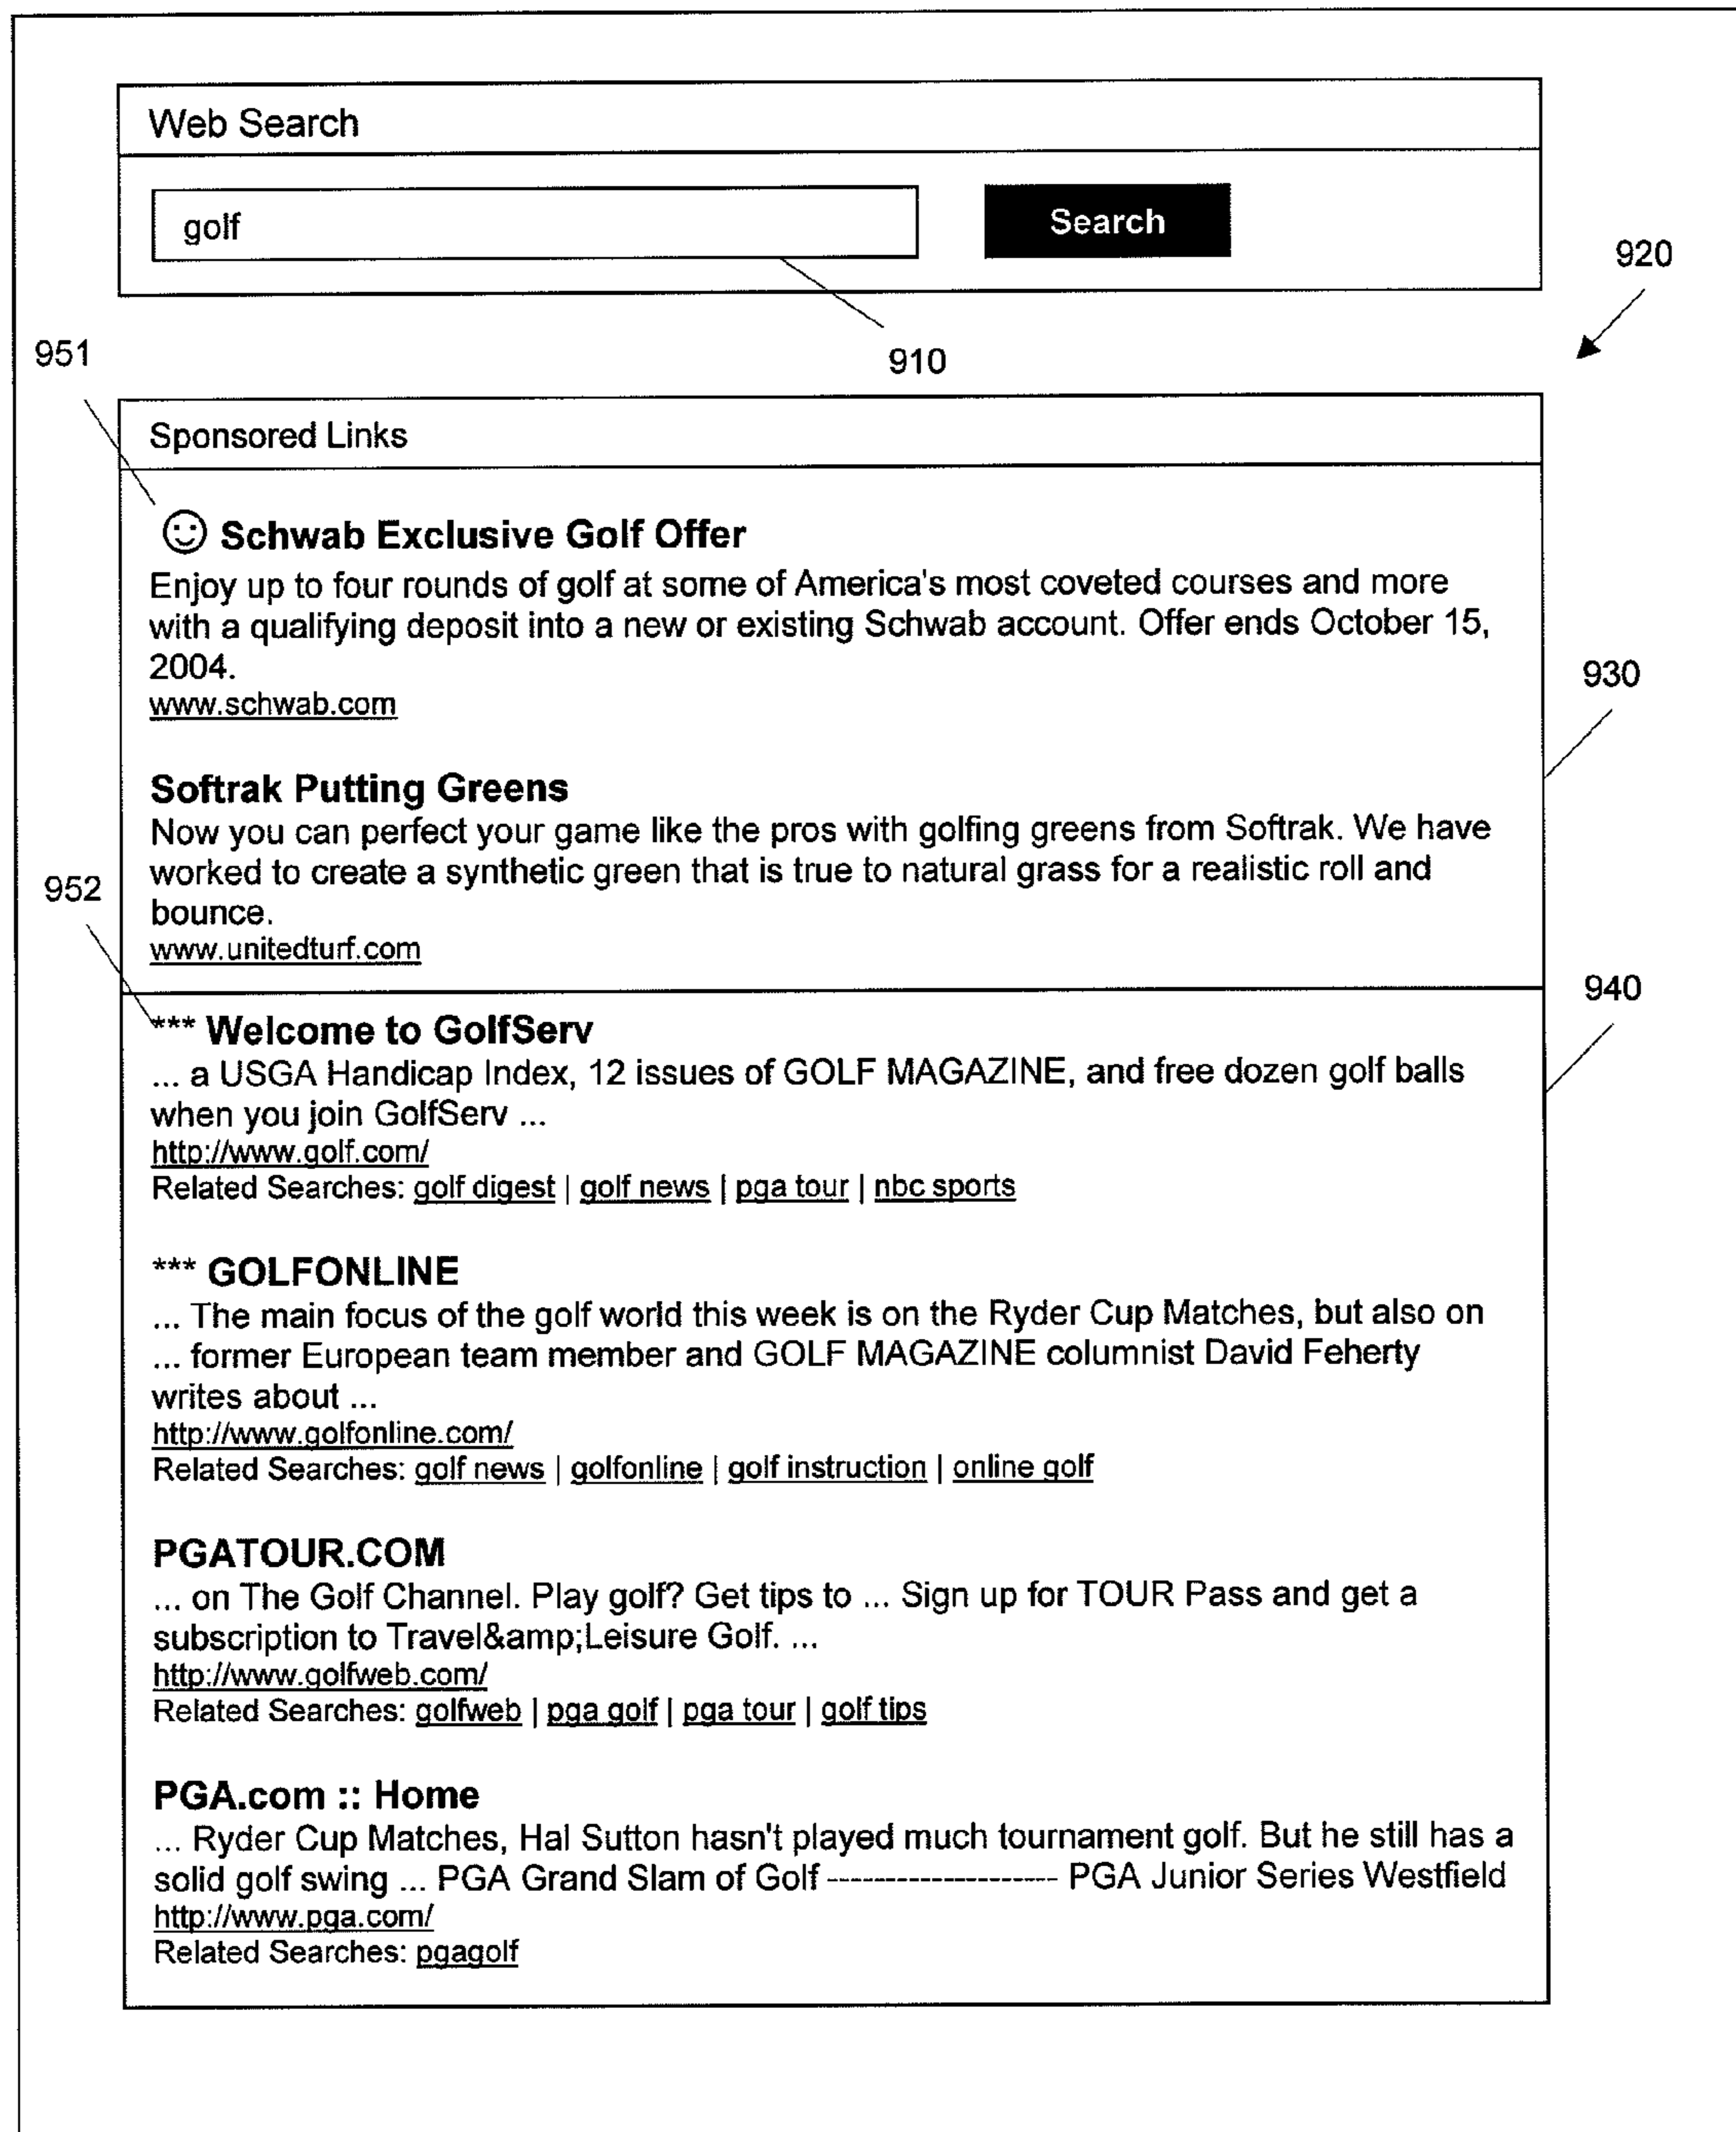 Web Search
golf
Search
920
951
910
Sponsored Links
Schwab Exclusive Golf Offer
Enjoy up to four rounds of golf at some of America's most coveted courses and more
with a qualifying deposit into a new or existing Schwab account. Offer ends October 15,
2004.
930
www.schwab.com
Softrak Putting Greens
Now you can perfect your game like the pros with golfing greens from Softrak. We have
worked to create a synthetic green that is true to natural grass for a realistic roll and
952
bounce.
www.unitedturf.com
940
*** Welcome to GolfServ
... a USGA Handicap Index, 12 issues of GOLF MAGAZINE, and free dozen golf balls
when you join GolfServ ...
http://www.golf.com/
Related Searches: golf digest | golf news | pga tour | nbc sports
*** GOLFONLINE
... The main focus of the golf world this week is on the Ryder Cup Matches, but also on
... former European team member and GOLF MAGAZINE columnist David Feherty
writes about ...
http://www.golfonline.com/
Related Searches: golf news | golfonline | golf instruction | online golf
PGATOUR.COM
... on The Golf Channel. Play golf? Get tips to ... Sign up for TOUR Pass and get a
subscription to Travel&amp;Leisure Golf. ...
http://www.golfweb.com/
Related Searches: golfweb | pga golf | pga tour | golf tips
PGA.com :: Home
... Ryder Cup Matches, Hal Sutton hasn't played much tournament golf. But he still has a
solid golf swing ... PGA Grand Slam of Golf -------------------- PGA Junior Series Westfield
http://www.pga.com/
Related Searches: pgagolf